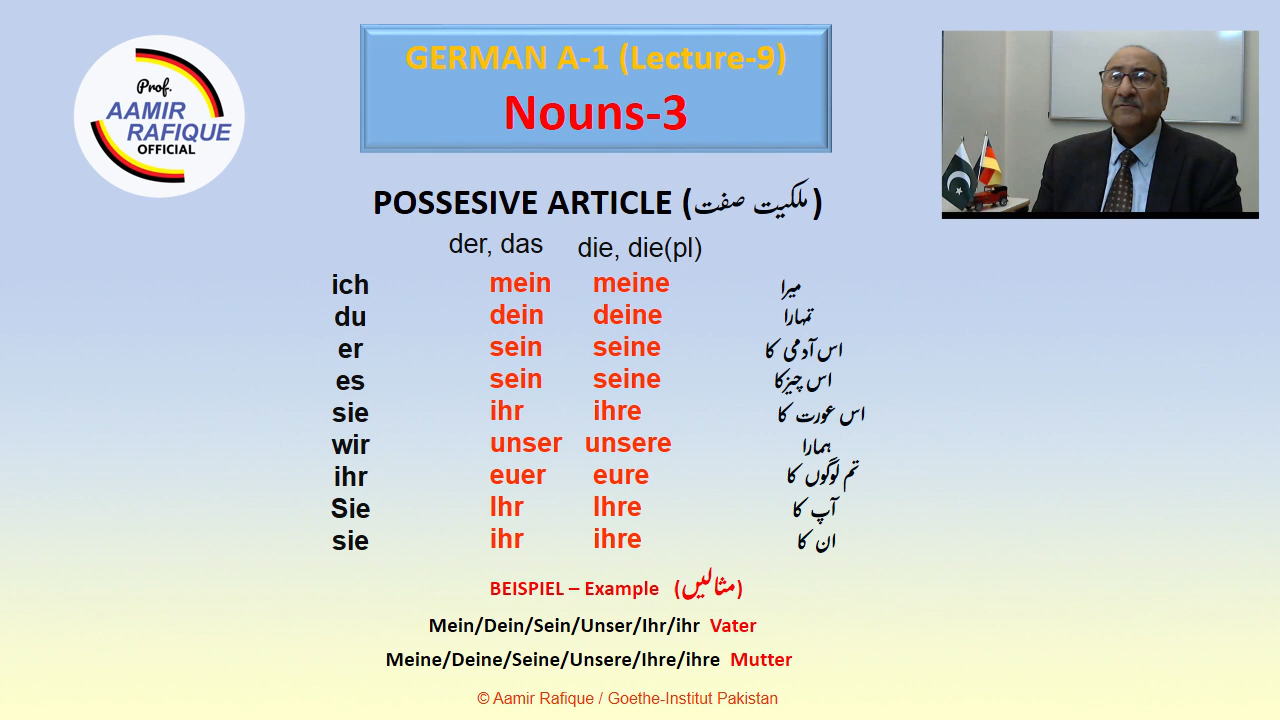 Prof.
AAMIR
RAFIQUE
OFFICIAL
GERMAN A-1 (Lecture-9)
Nouns-3
POSSESIVE ARTICLE (ملکیت صفت)
der, das die, die(pl)
ich mein meine میرا
du dein deine تمہارا
er sein seine اس آدمی کا
es sein seine اس چیز کا
sie ihr ihre اس عورت کا
wir unser unsere ہمارا
ihr euer eure تم لوگوں کا
Sie Ihr Ihre آپ کا
sie ihr ihre ان کا
BEISPIEL – Example (مثالیں)
Mein/Dein/Sein/Unser/Ihr/ihr Vater
Meine/Deine/Seine/Unsere/Ihre/ihre Mutter
© Aamir Rafique / Goethe-Institut Pakistan